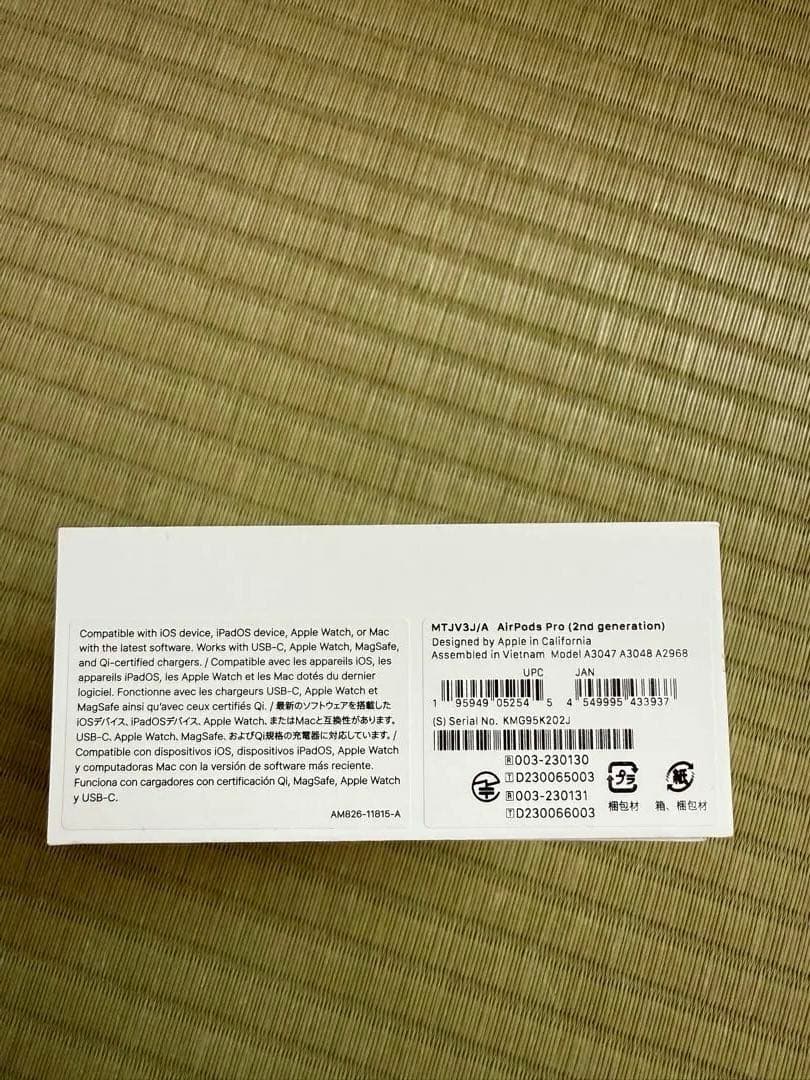 Compatible with iOS device, iPadOS device, Apple Watch, or Mac
with the latest software. Works with USB-C, Apple Watch, MagSafe,
and Qi-certified chargers. / Compatible avec les appareils iOS, les
appareils iPadOS, les Apple Watch et les Mac dotés du dernier
logiciel. Fonctionne avec les chargeurs USB-C, Apple Watch et
MagSafe ainsi qu'avec ceux certifiés Qi. / 最新のソフトウェアを搭載した
iOSデバイス、iPadOSデバイス、Apple Watch、またはMacと互換性があります。
USB-C、Apple Watch、MagSafe、およびQi規格の充電器に対応しています。/
Compatible con dispositivos iOS, dispositivos iPadOS, Apple Watch
y computadoras Mac con la versión de software más reciente.
Funciona con cargadores con certificación Qi, MagSafe, Apple Watch
y USB-C.
AM826-11815-A
MTJV3J/A AirPods Pro (2nd generation)
Designed by Apple in California
Assembled in Vietnam Model A3047 A3048 A2968
UPC JAN
1 95949 05254 5 4 549995 433937
(S) Serial No. KMG95K202J
R 003-230130
T D230065003
R 003-230131
T D230066003
プラ
梱包材
紙
箱、梱包材